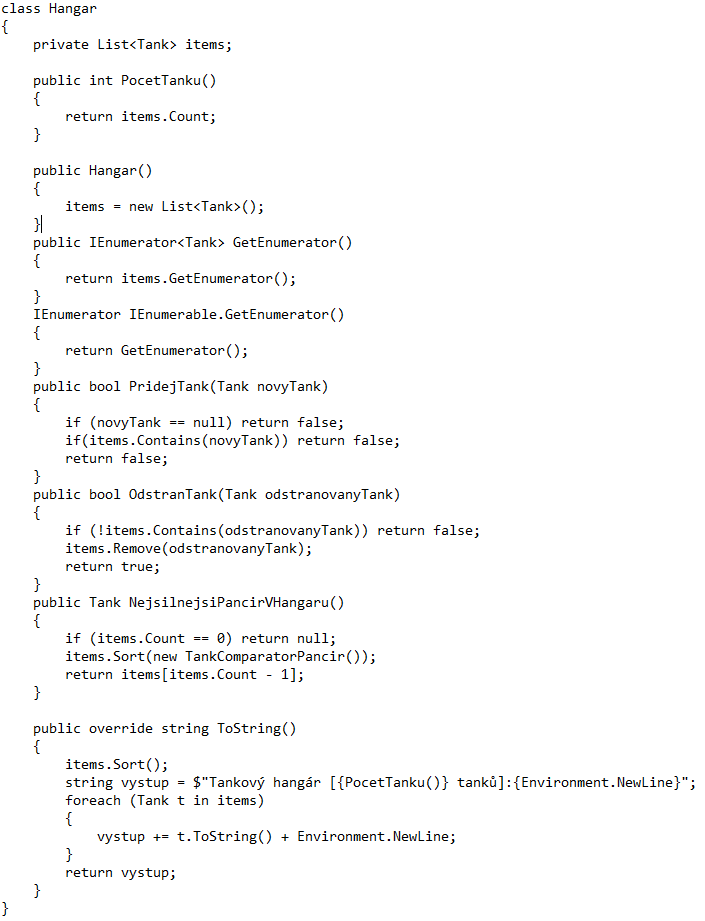 class Hangar
{
    private List<Tank> items;

    public int PocetTanku()
    {
        return items.Count;
    }

    public Hangar()
    {
        items = new List<Tank>();
    }
    public IEnumerator<Tank> GetEnumerator()
    {
        return items.GetEnumerator();
    }
    IEnumerator IEnumerable.GetEnumerator()
    {
        return GetEnumerator();
    }
    public bool PridejTank(Tank novyTank)
    {
        if (novyTank == null) return false;
        if(items.Contains(novyTank)) return false;
        return false;
    }
    public bool OdstranTank(Tank odstranovanyTank)
    {
        if (!items.Contains(odstranovanyTank)) return false;
        items.Remove(odstranovanyTank);
        return true;
    }
    public Tank NejsilnejsiPancirVHangaru()
    {
        if (items.Count == 0) return null;
        items.Sort(new TankComparatorPancir());
        return items[items.Count - 1];
    }

    public override string ToString()
    {
        items.Sort();
        string vystup = $"Tankový hangár [{PocetTanku()} tanků]:{Environment.NewLine}";
        foreach (Tank t in items)
        {
            vystup += t.ToString() + Environment.NewLine;
        }
        return vystup;
    }
}